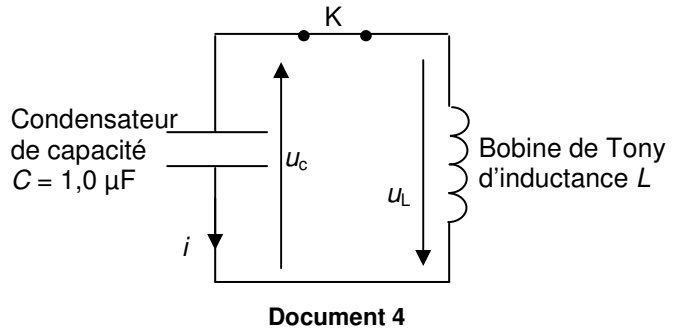 K
Condensateur
de capacité
C = 1,0 µF
u_c
u_L
i
Bobine de Tony
d'inductance L
Document 4